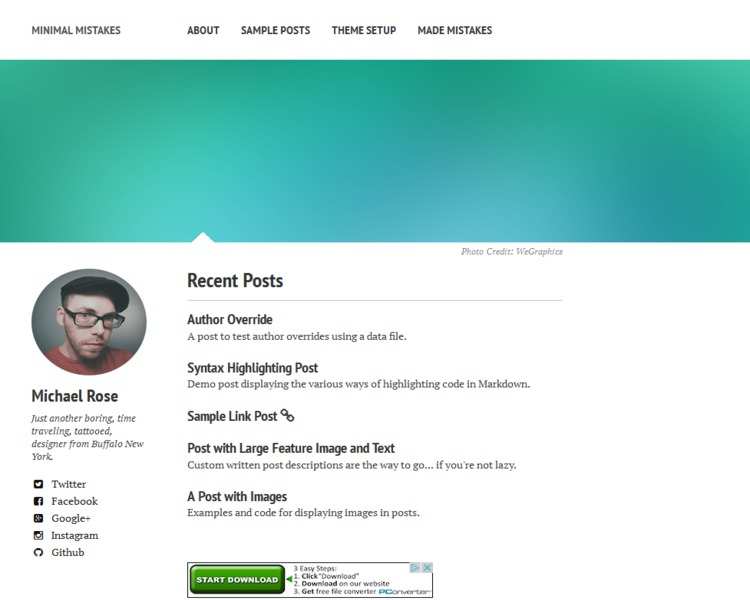 MINIMAL MISTAKES
ABOUT SAMPLE POSTS THEME SETUP MADE MISTAKES
Photo Credit: WeGraphics
Recent Posts
Author Override
A post to test author overrides using a data file.
Syntax Highlighting Post
Demo post displaying the various ways of highlighting code in Markdown.
Sample Link Post
Post with Large Feature Image and Text
Custom written post descriptions are the way to go... if you're not lazy.
A Post with Images
Examples and code for displaying images in posts.
Michael Rose
Just another boring, time
traveling, tattooed,
designer from Buffalo New
York.
Twitter
Facebook
Google+
Instagram
Github
START DOWNLOAD
3 Easy Steps:
1. Click "Download"
2. Download on our website
3. Get free file converter PConverter